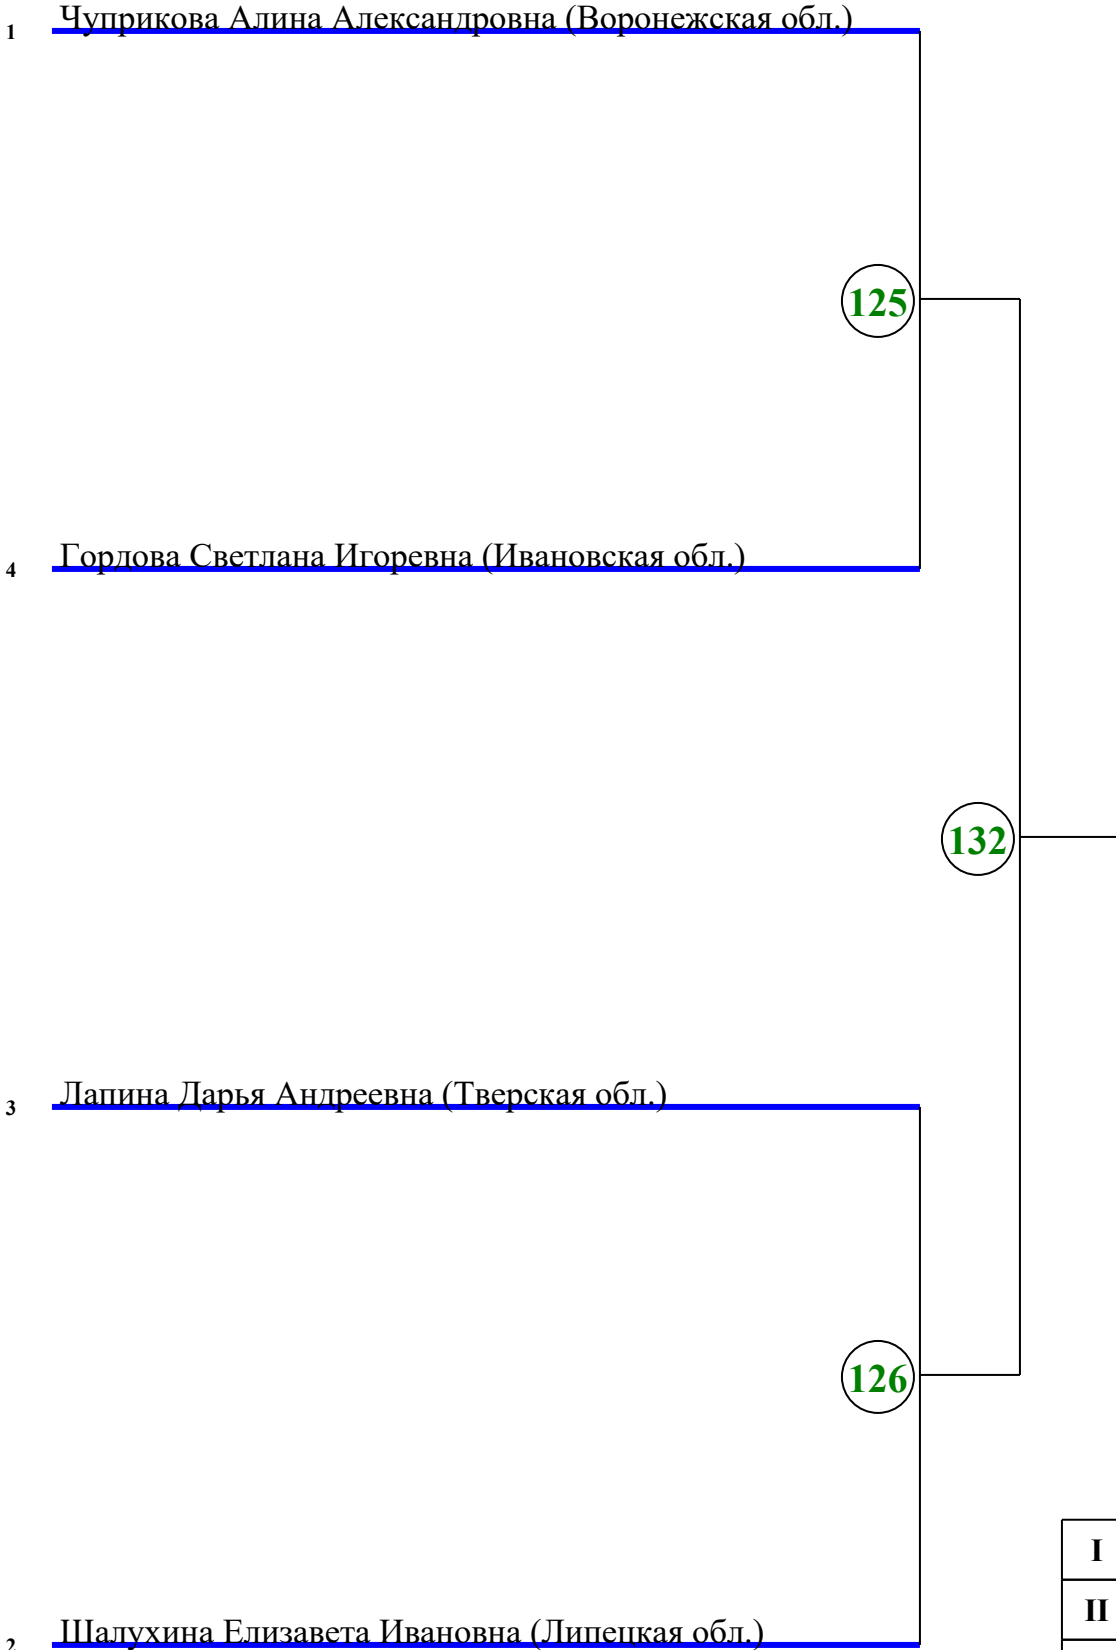 1 Чуприкова Алина Александровна (Воронежская обл.)
125
4 Гордова Светлана Игоревна (Ивановская обл.)
132
3 Лапина Дарья Андреевна (Тверская обл.)
126
I
II
2 Шалухина Елизавета Ивановна (Липецкая обл.)